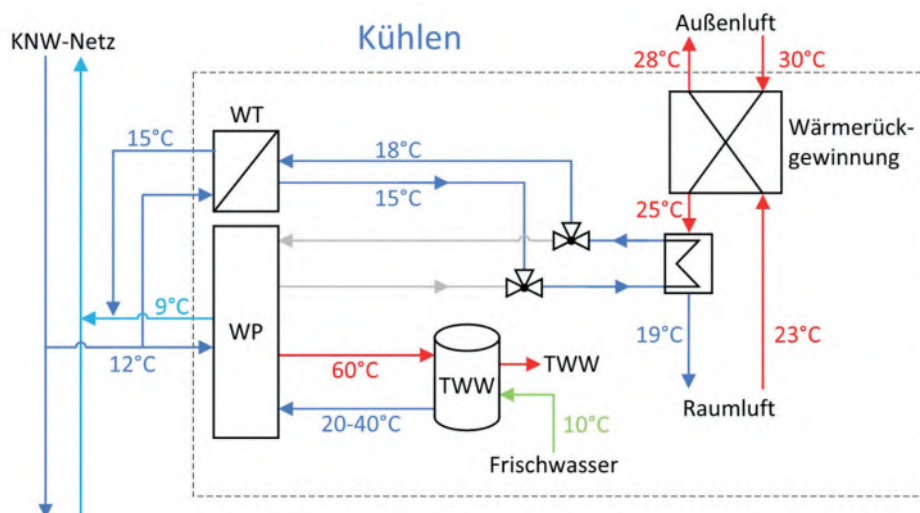 Außenluft
KNW-Netz
Kühlen
28°C
30°C
WT
15°C
18°C
Wärmerück-
gewinnung
15°C
25°C
9°C
WP
12°C
19°C
23°C
60°C
TWW
TWW
20-40°C
10°C
Raumluft
Frischwasser